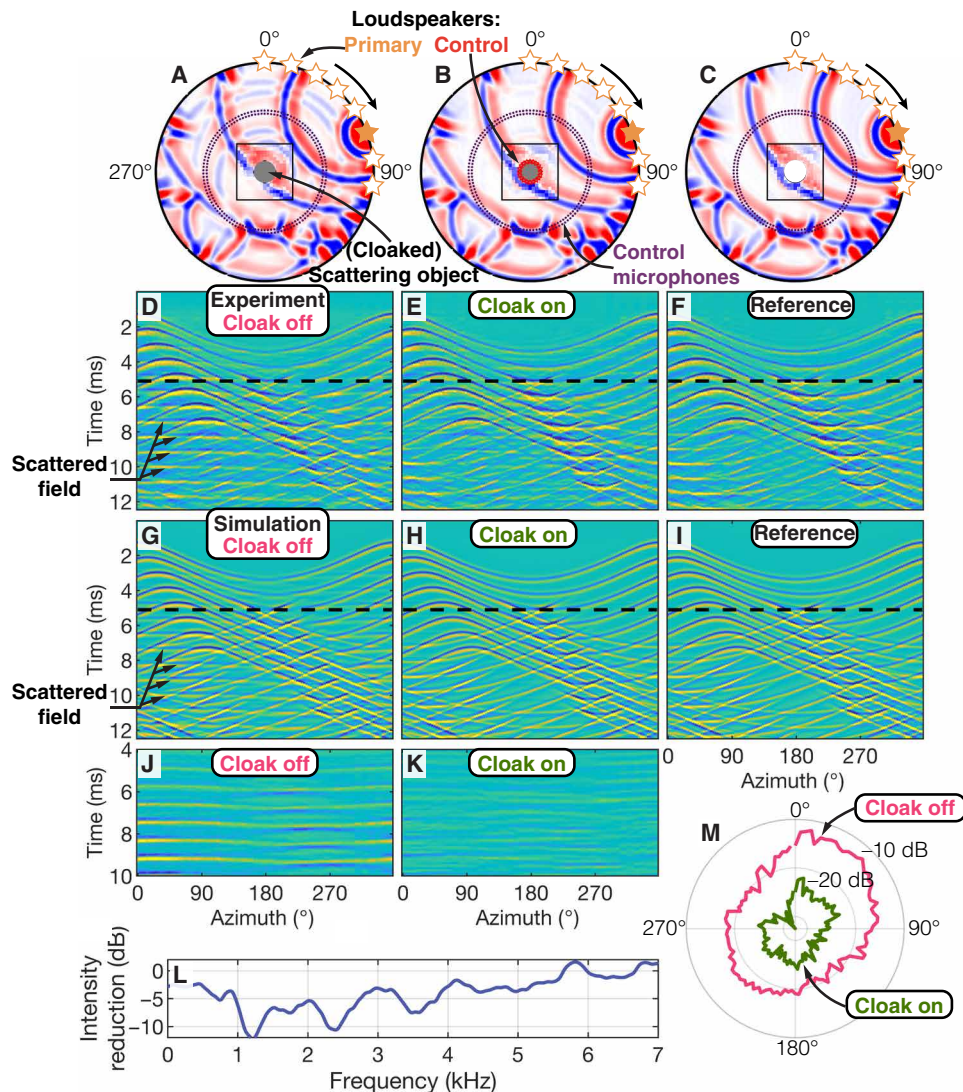 Loudspeakers:
0° Primary Control 0° 0°
A B C
270° 90° 90° 90°
(Cloaked)
Scattering object
Control
microphones
D Experiment
Cloak off
E Cloak on
F Reference
2
4
6
8
10
12
Time (ms)
Scattered
field
G Simulation
Cloak off
H Cloak on
I Reference
2
4
6
8
10
12
Time (ms)
Scattered
field
0 90 180 270
Azimuth (°)
J Cloak off
K Cloak on
4
6
8
10
Time (ms)
0 90 180 270 0 90 180 270
Azimuth (°) Azimuth (°)
M
0°
Cloak off
−10 dB
−20 dB
270° 90°
Cloak on
180°
L
Intensity
reduction (dB)
0
−5
−10
0 1 2 3 4 5 6 7
Frequency (kHz)